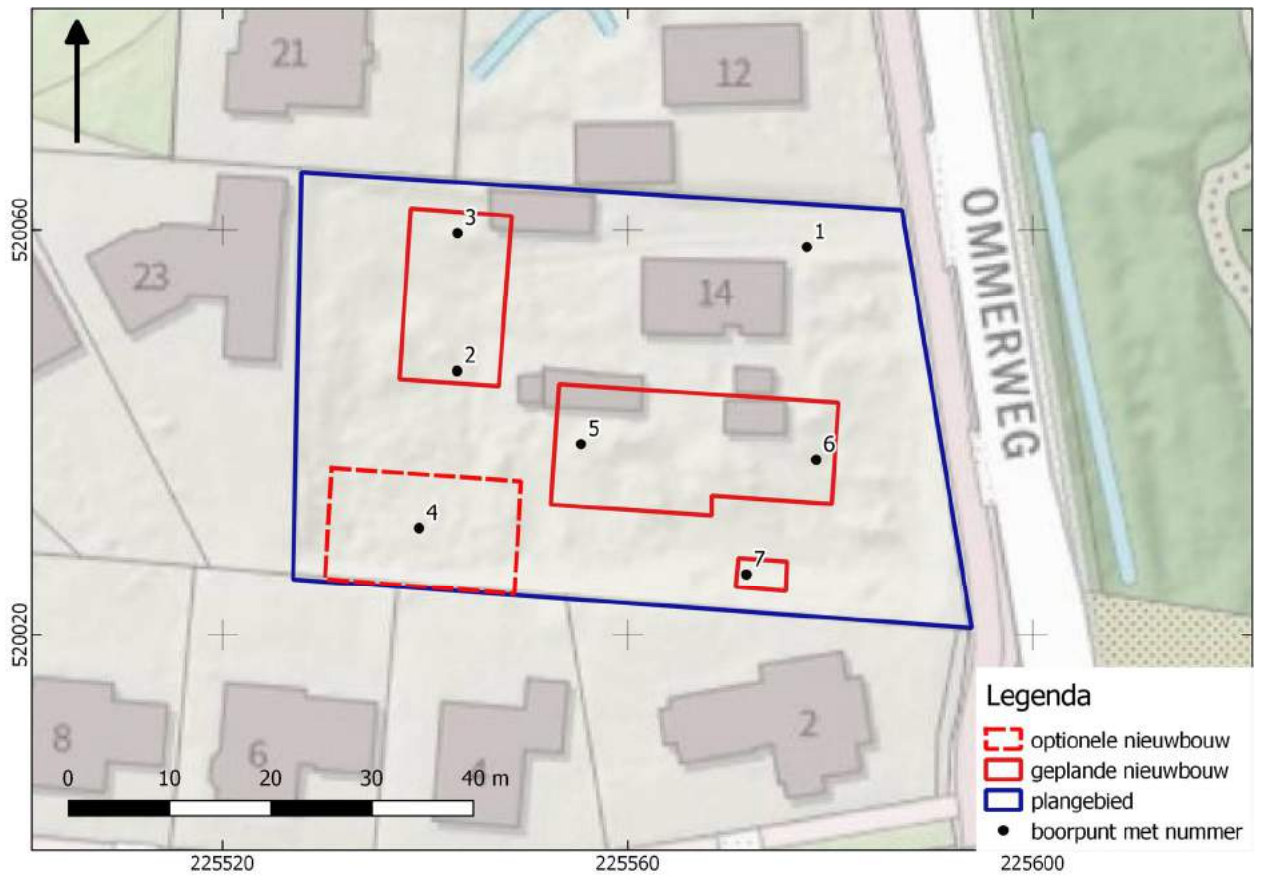 21
12
OMMERWEG
520060
3
1
23
14
2
5
6
4
7
520020
Legenda
optionele nieuwbouw
geplande nieuwbouw
plangebied
boorpunt met nummer
8
6
4
2
0 10 20 30 40 m
225520 225560 225600